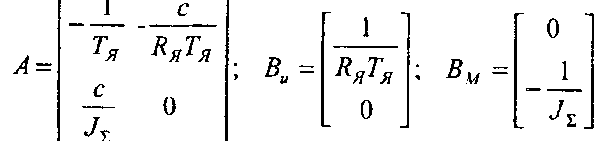 A = | -1/T_Я  -c/(R_Я T_Я) ; c/J_Σ  0 | ;  B_u = [ 1/(R_Я T_Я) ; 0 ] ;  B_M = [ 0 ; -1/J_Σ ]